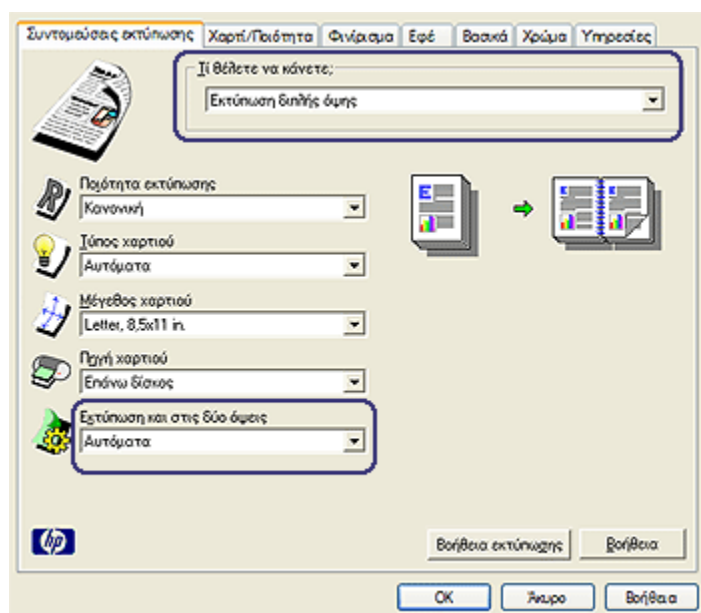 Συντομεύσεις εκτύπωσης Χαρτί/Ποιότητα Φινίρισμα Εφέ Βασικά Χρώμα Υπηρεσίες
Τί θέλετε να κάνετε;
Εκτύπωση διπλής όψης
Ποιότητα εκτύπωσης
Κανονική
Τύπος χαρτιού
Αυτόματα
Μέγεθος χαρτιού
Letter, 8,5x11 in.
Πηγή χαρτιού
Επάνω δίσκος
Εκτύπωση και στις δύο όψεις
Αυτόματα
hp
Βοήθεια εκτύπωσης Βοήθεια
OK Άκυρο Βοήθεια